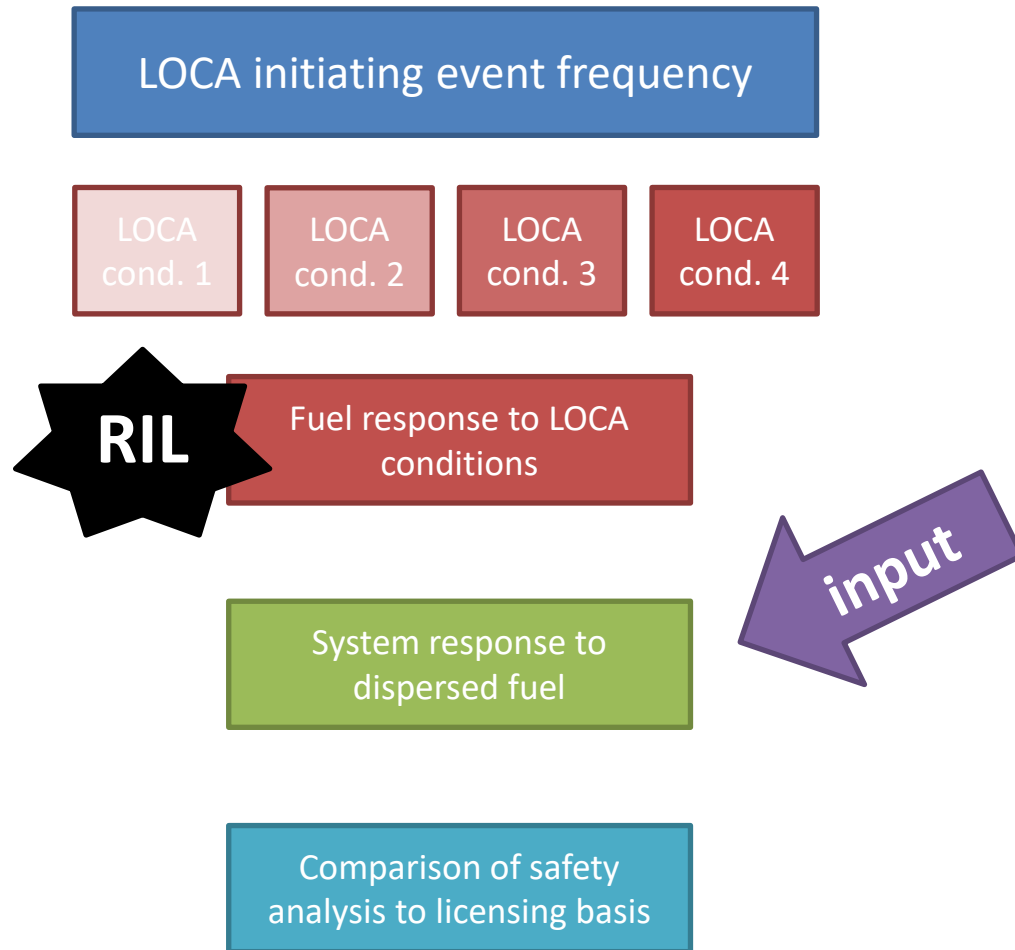 LOCA initiating event frequency
LOCA
cond. 1
LOCA
cond. 2
LOCA
cond. 3
LOCA
cond. 4
RIL
Fuel response to LOCA
conditions
input
System response to
dispersed fuel
Comparison of safety
analysis to licensing basis